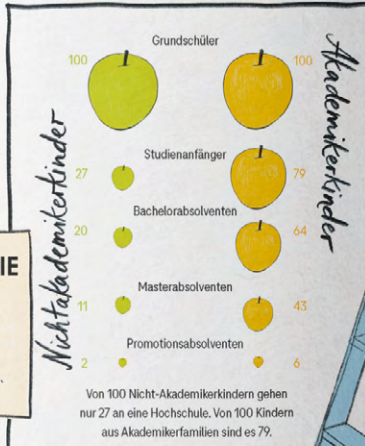 Grundschüler
100 100
Nichtakademikerkinder
Akademikerkinder
Studienanfänger
27 79
Bachelorabsolventen
20 64
Masterabsolventen
11 43
Promotionsabsolventen
2 6
Von 100 Nicht-Akademikerkindern gehen
nur 27 an eine Hochschule. Von 100 Kindern
aus Akademikerfamilien sind es 79.
IE